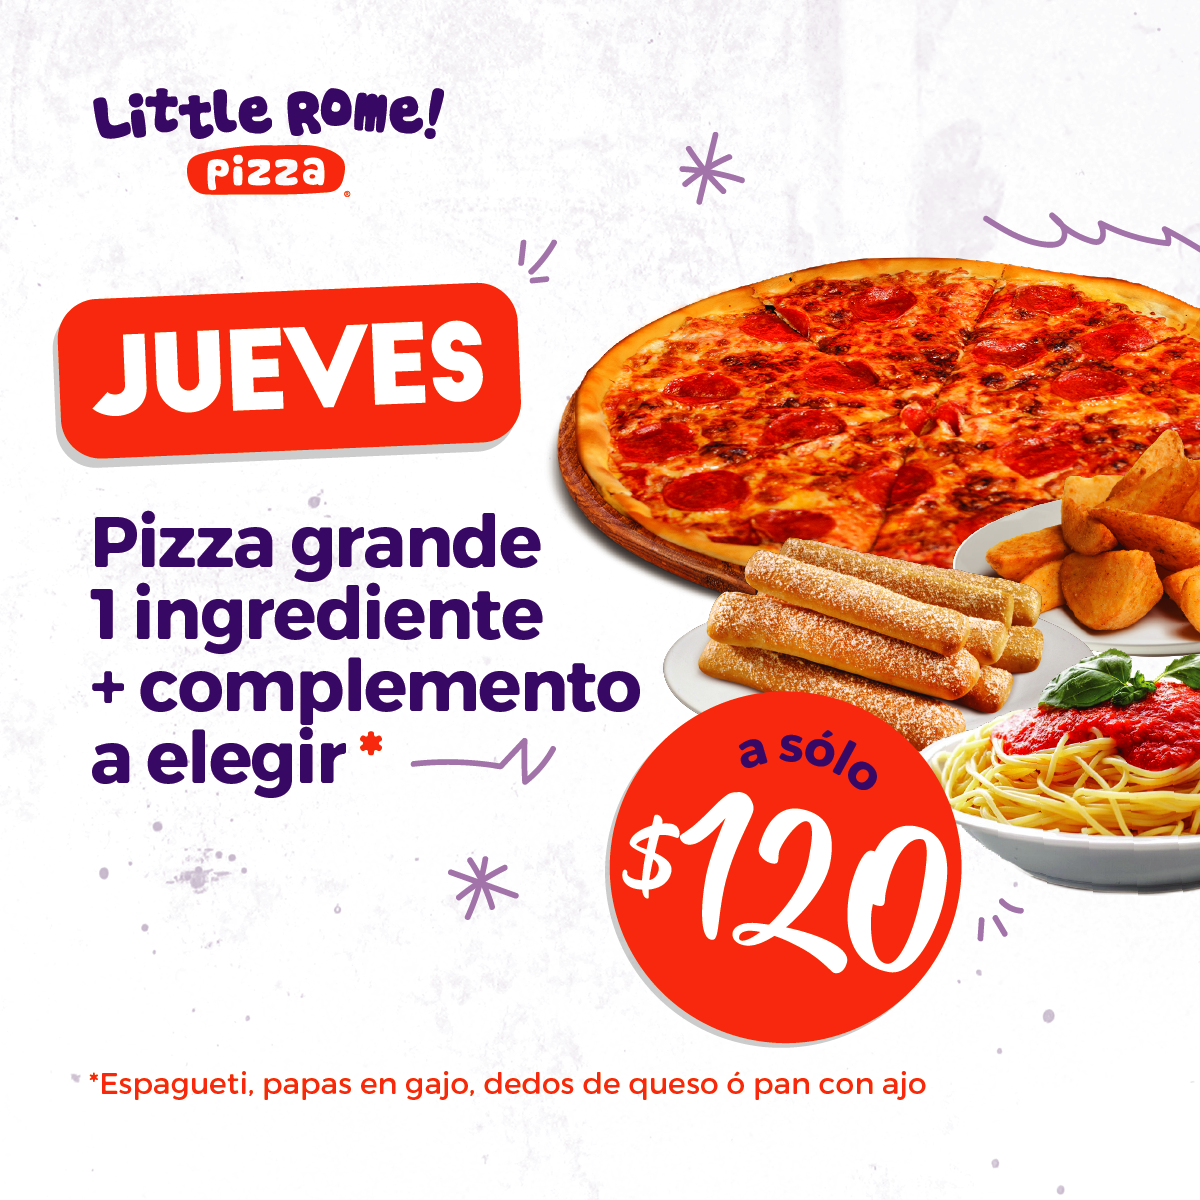 Little Rome!
pizza
®
JUEVES
Pizza grande
1 ingrediente
+ complemento
a elegir *
a sólo
$120
*Espagueti, papas en gajo, dedos de queso ó pan con ajo